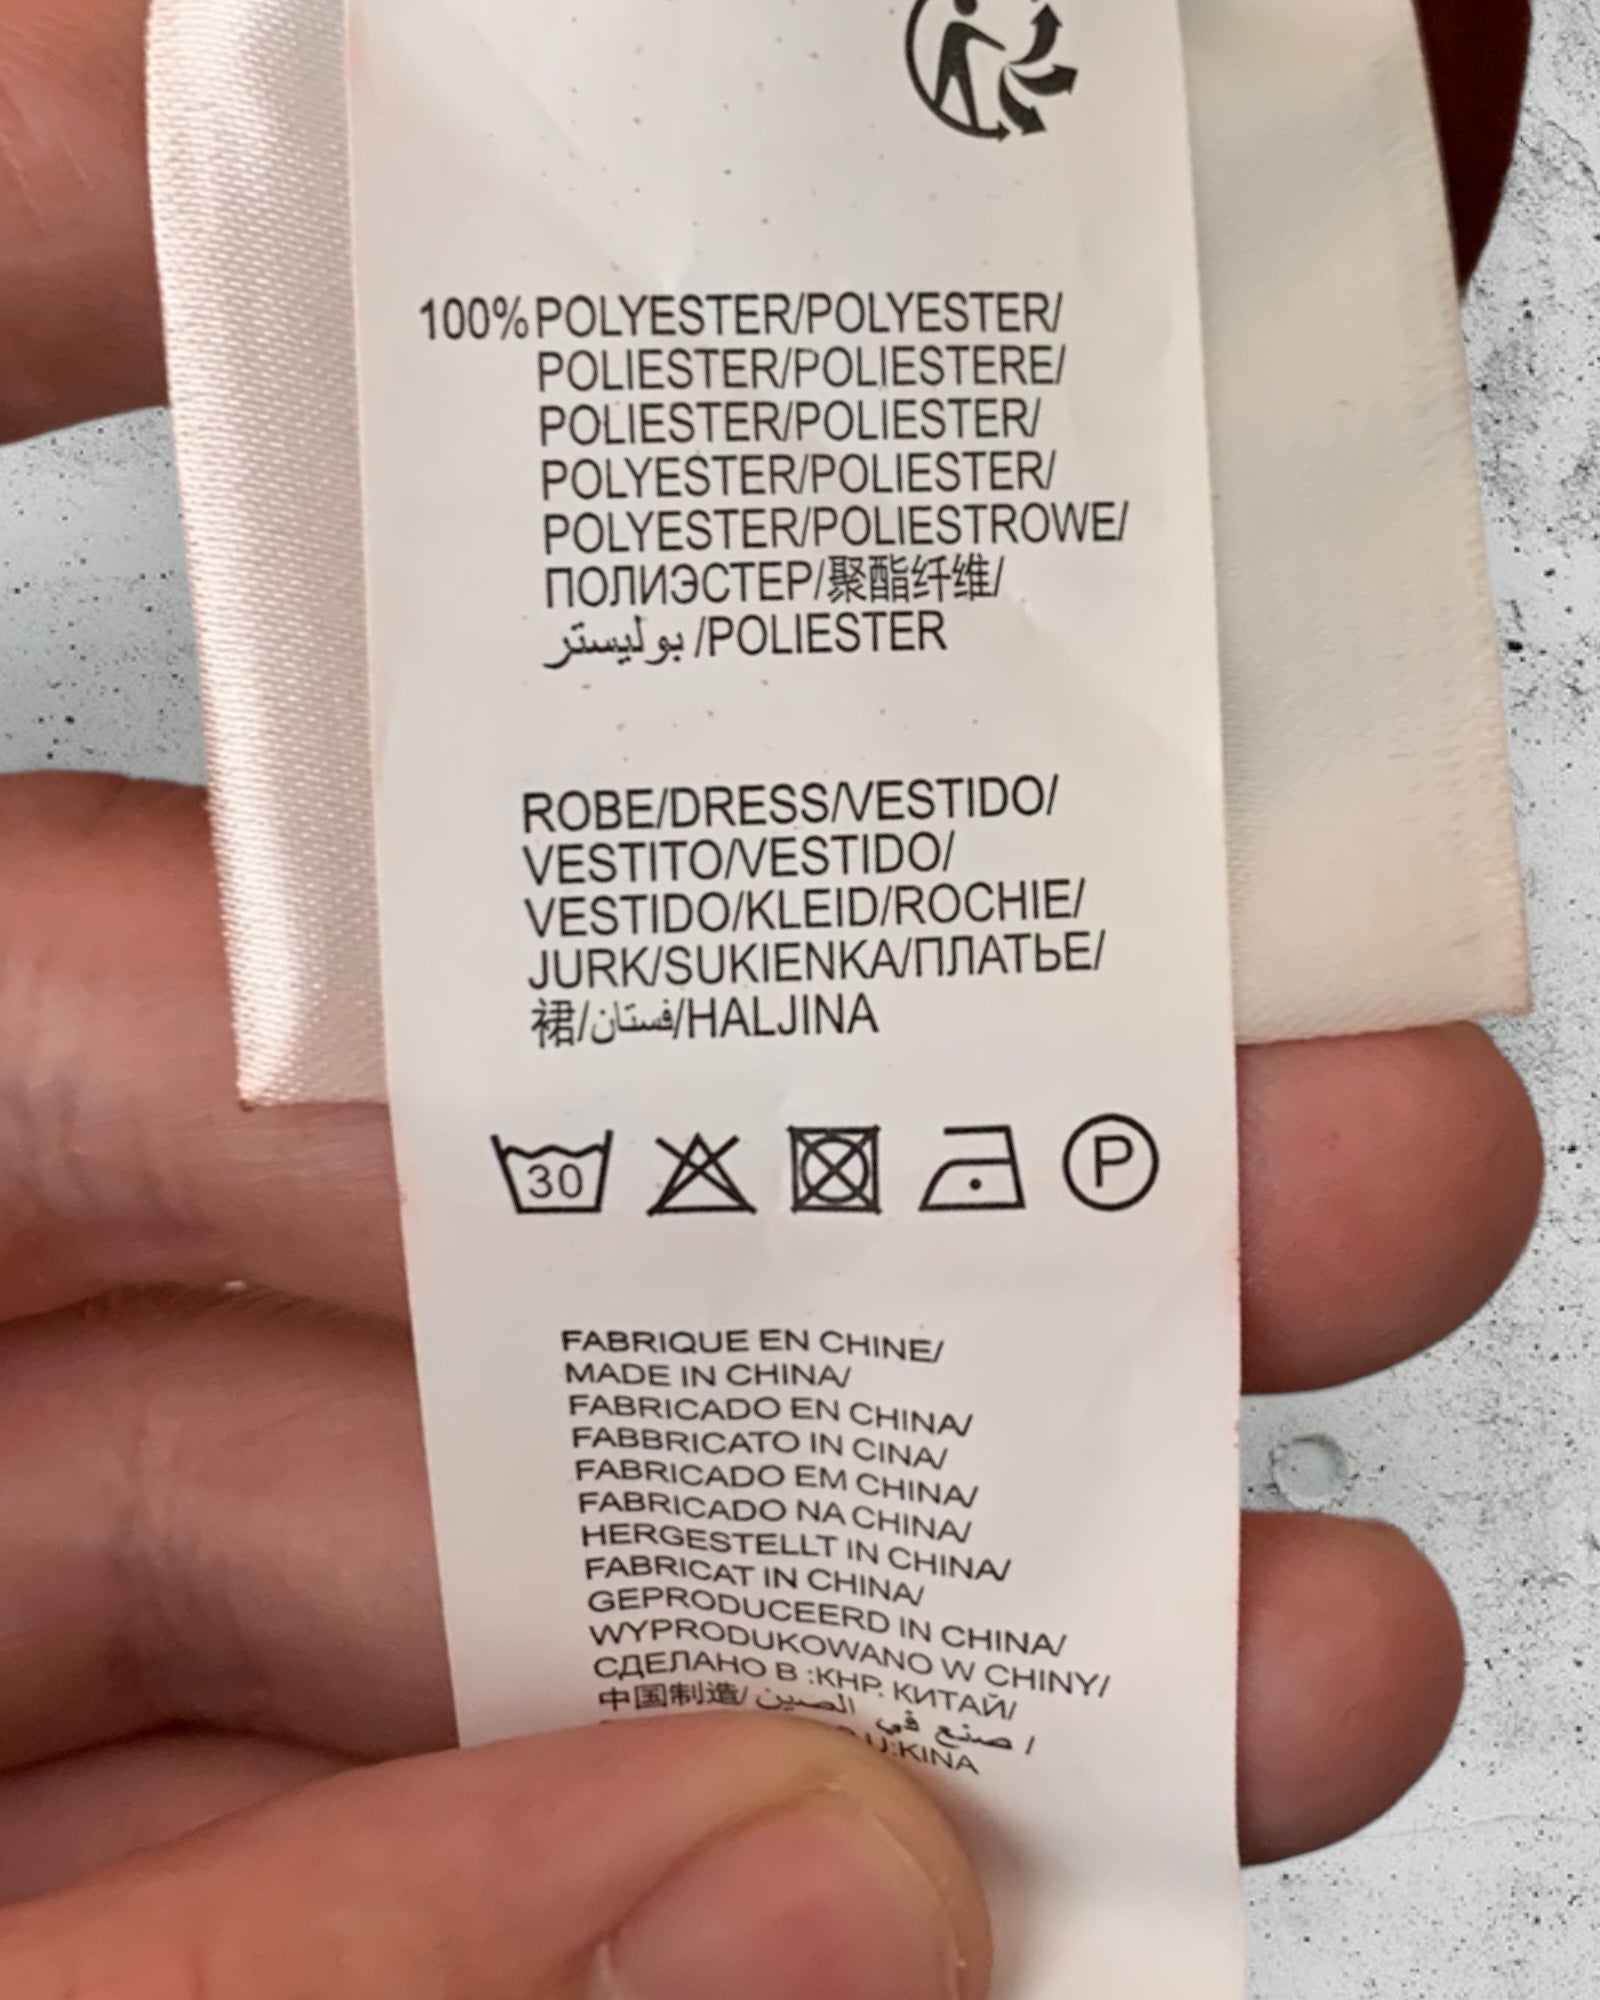 100% POLYESTER/POLYESTER/
POLIESTER/POLIESTERE/
POLIESTER/POLIESTER/
POLYESTER/POLIESTER/
POLYESTER/POLIESTROWE/
ПОЛИЭСТЕР/聚酯纤维/
بوليستر /POLIESTER
ROBE/DRESS/VESTIDO/
VESTITO/VESTIDO/
VESTIDO/KLEID/ROCHIE/
JURK/SUKIENKA/ПЛАТЬЕ/
裙/فستان/HALJINA
30
P
FABRIQUE EN CHINE/
MADE IN CHINA/
FABRICADO EN CHINA/
FABBRICATO IN CINA/
FABRICADO EM CHINA/
FABRICADO NA CHINA/
HERGESTELLT IN CHINA/
FABRICAT IN CHINA/
GEPRODUCEERD IN CHINA/
WYPRODUKOWANO W CHINY/
СДЕЛАНО В :КНР. КИТАЙ/
中国制造/ صنع في الصين /
U:KINA